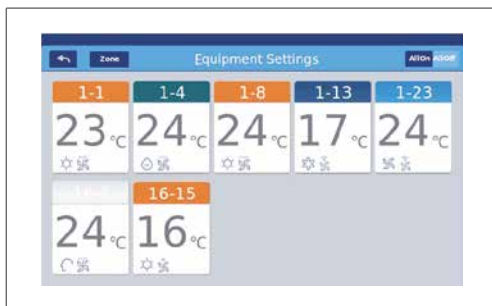 Zone Equipment Settings AllOn AllOff
1-1 1-4 1-8 1-13 1-23
23 °C 24 °C 24 °C 17 °C 24 °C
16-15
24 °C 16 °C